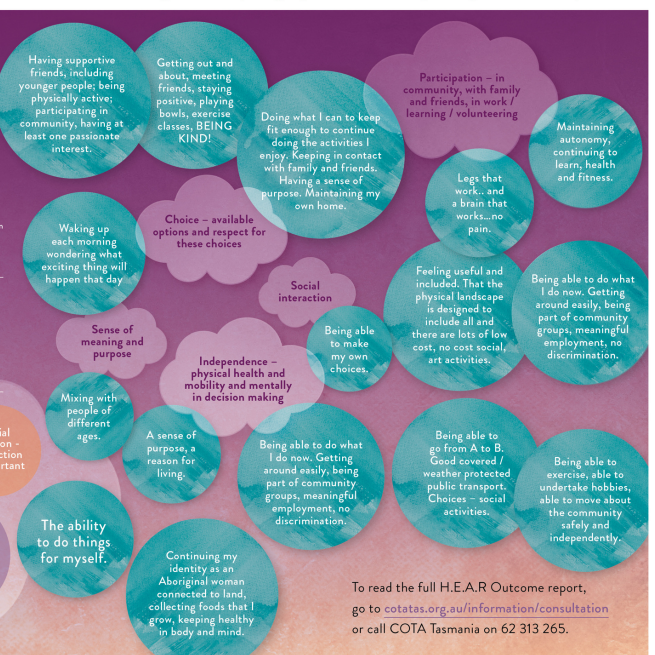 Having supportive
friends, including
younger people; being
physically active;
participating in
community, having at
least one passionate
interest.
Getting out and
about, meeting
friends, staying
positive, playing
bowls, exercise
classes, BEING
KIND!
Doing what I can to keep
fit enough to continue
doing the activities I
enjoy. Keeping in contact
with family and friends.
Having a sense of
purpose. Maintaining my
own home.
Participation – in
community, with family
and friends, in work /
learning / volunteering
Maintaining
autonomy,
continuing to
learn, health
and fitness.
Legs that
work.. and
a brain that
works...no
pain.
Waking up
each morning
wondering what
exciting thing will
happen that day
Choice – available
options and respect for
these choices
Social
interaction
Feeling useful and
included. That the
physical landscape
is designed to
include all and
there are lots of low
cost, no cost social,
art activities.
Being able to do what
I do now. Getting
around easily, being
part of community
groups, meaningful
employment, no
discrimination.
Sense of
meaning and
purpose
Independence –
physical health and
mobility and mentally
in decision making
Being able
to make
my own
choices.
Mixing with
people of
different
ages.
A sense of
purpose, a
reason for
living.
Being able to do what
I do now. Getting
around easily, being
part of community
groups, meaningful
employment, no
discrimination.
Being able to
go from A to B.
Good covered /
weather protected
public transport.
Choices – social
activities.
Being able to
exercise, able to
undertake hobbies,
able to move about
the community
safely and
independently.
The ability
to do things
for myself.
Continuing my
identity as an
Aboriginal woman
connected to land,
collecting foods that I
grow, keeping healthy
in body and mind.
To read the full H.E.A.R Outcome report,
go to cotatas.org.au/information/consultation
or call COTA Tasmania on 62 313 265.